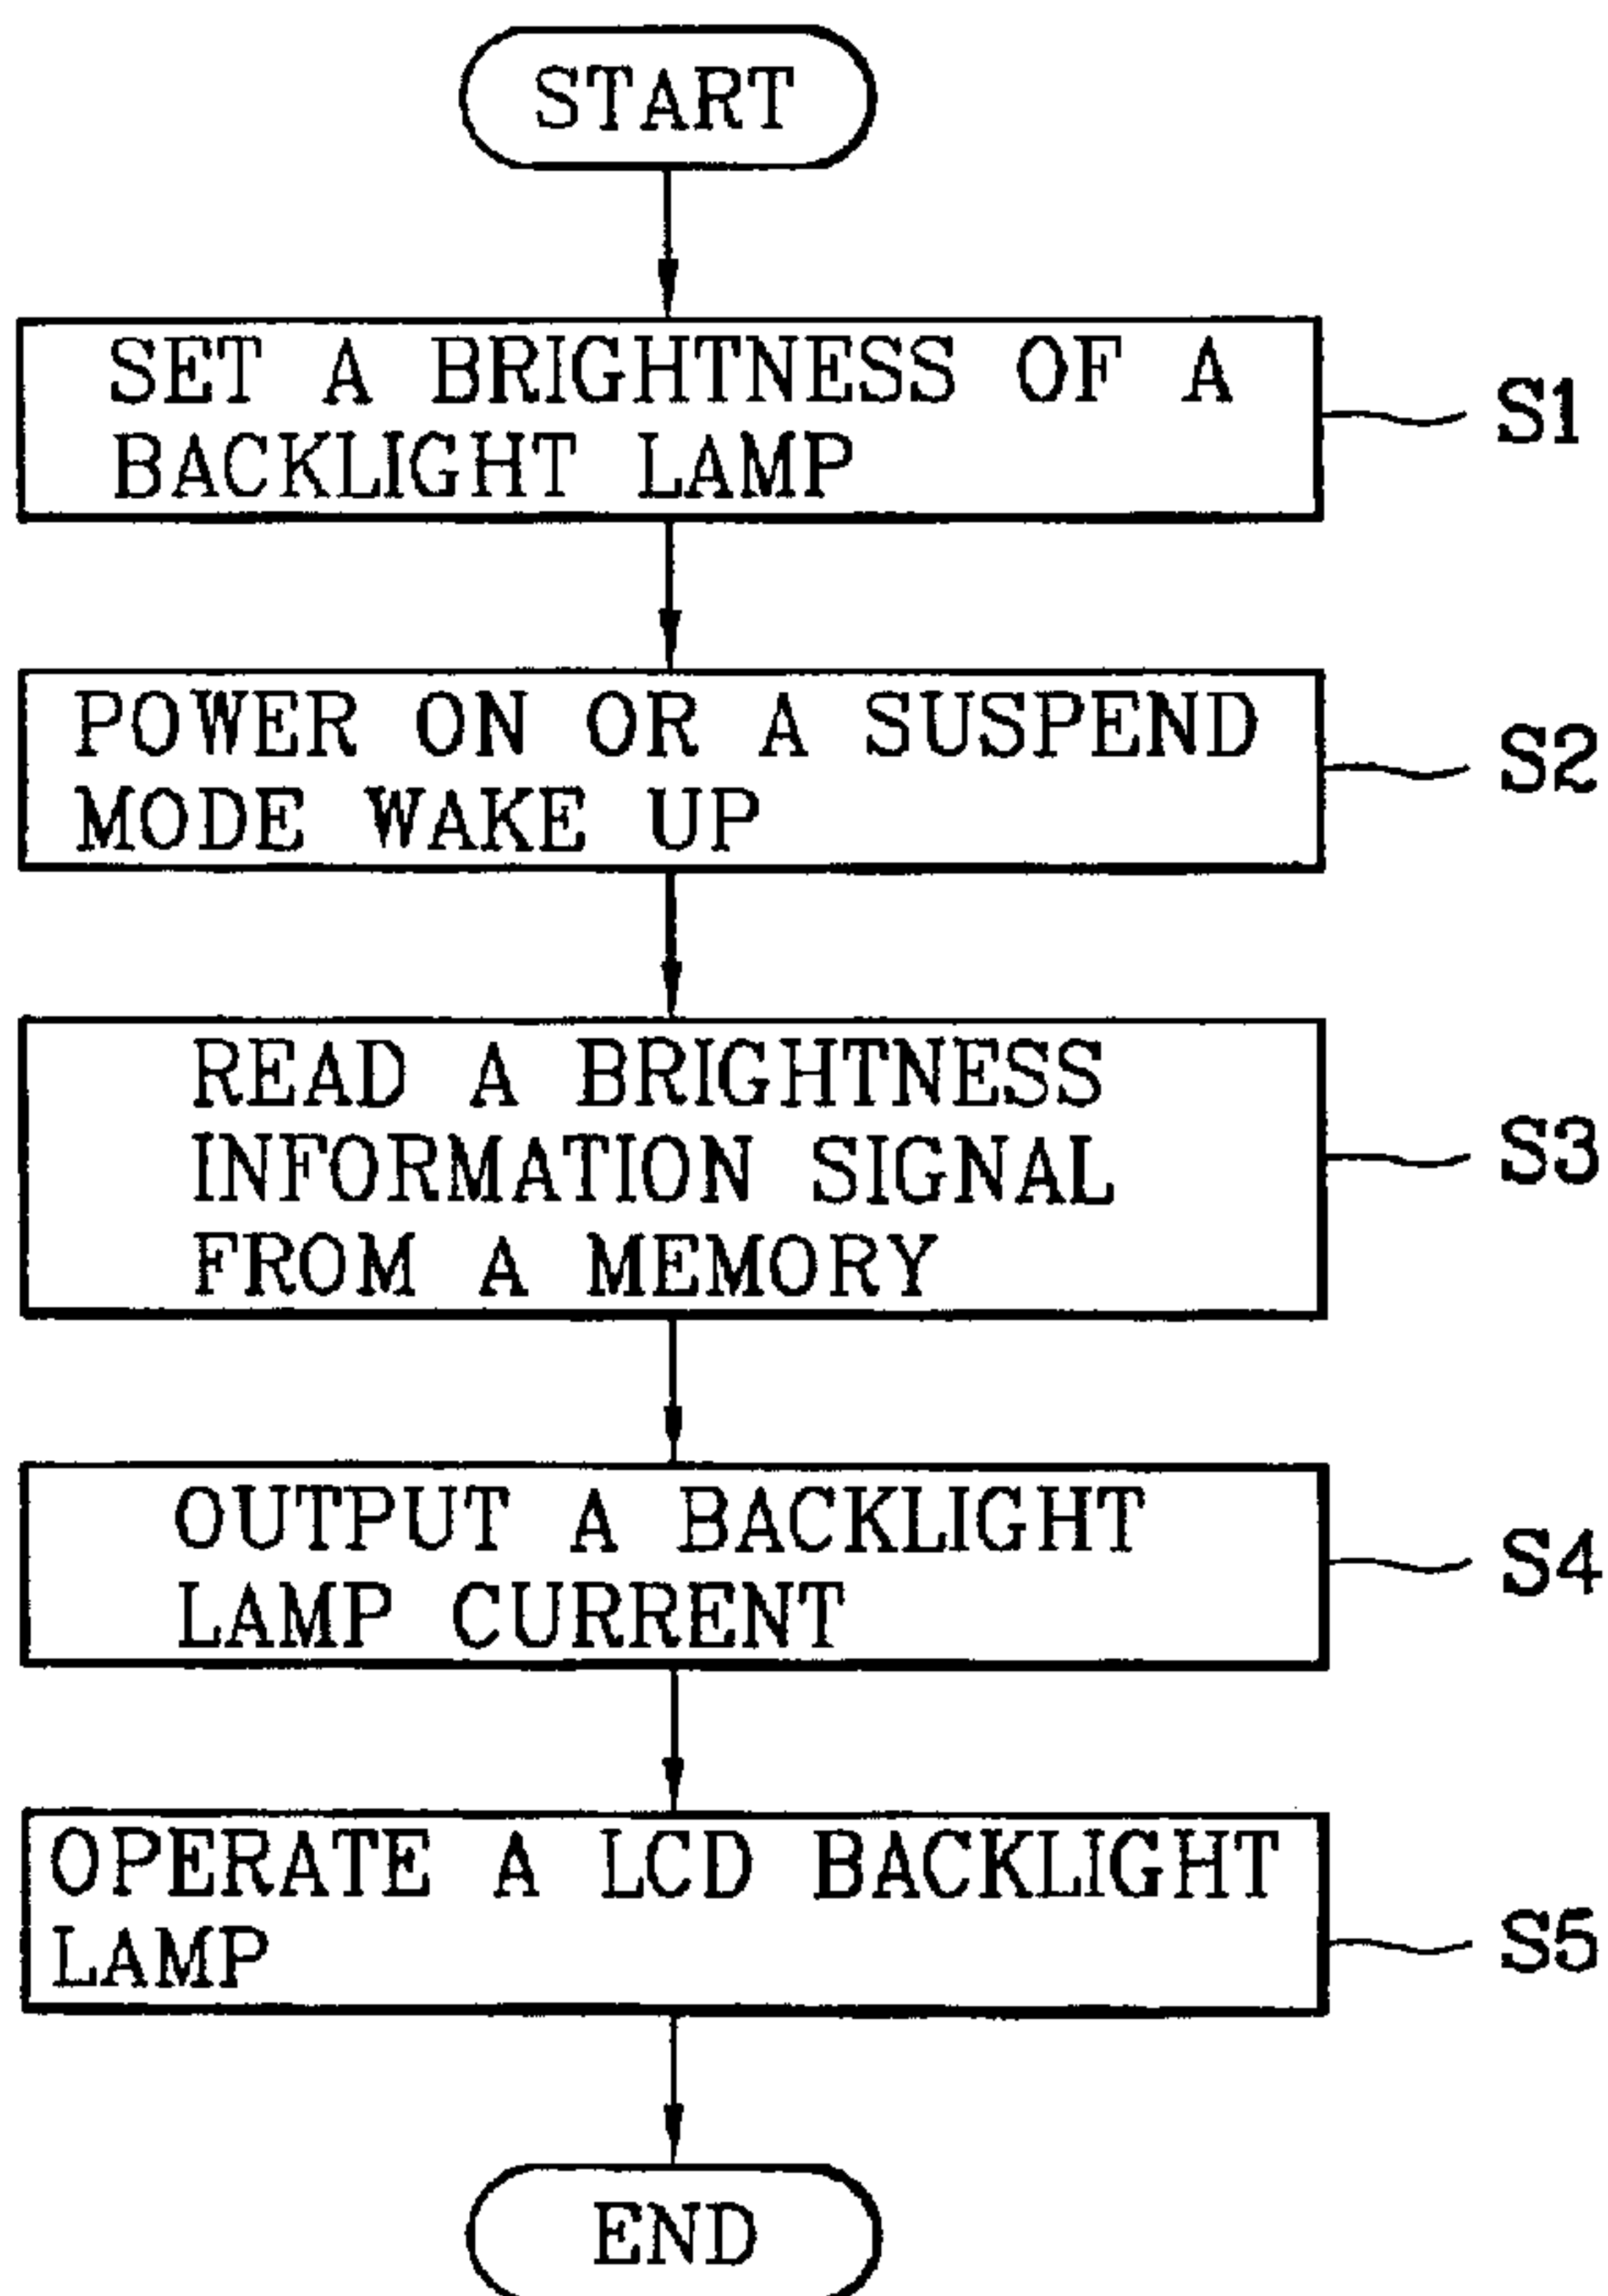 START
SET A BRIGHTNESS OF A
BACKLIGHT LAMP
S1
POWER ON OR A SUSPEND
MODE WAKE UP
S2
READ A BRIGHTNESS
INFORMATION SIGNAL
FROM A MEMORY
S3
OUTPUT A BACKLIGHT
LAMP CURRENT
S4
OPERATE A LCD BACKLIGHT
LAMP
S5
END